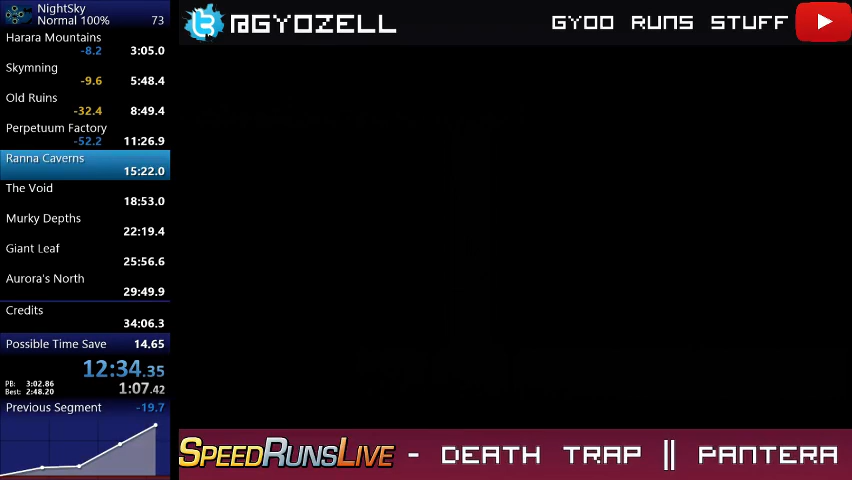 NightSky
Normal 100% 73
Harara Mountains
-8.2 3:05.0
Skymning
-9.6 5:48.4
Old Ruins
-32.4 8:49.4
Perpetuum Factory
-52.2 11:26.9
Ranna Caverns
15:22.0
The Void
18:53.0
Murky Depths
22:19.4
Giant Leaf
25:56.6
Aurora's North
29:49.9
Credits
34:06.3
Possible Time Save 14.65
12:34.35
PB: 3:02.86
Best: 2:48.20
1:07.42
Previous Segment -19.7
@GYOZELL
GYOO RUNS STUFF
SPEEDRUNSLIVE - DEATH TRAP || PANTERA